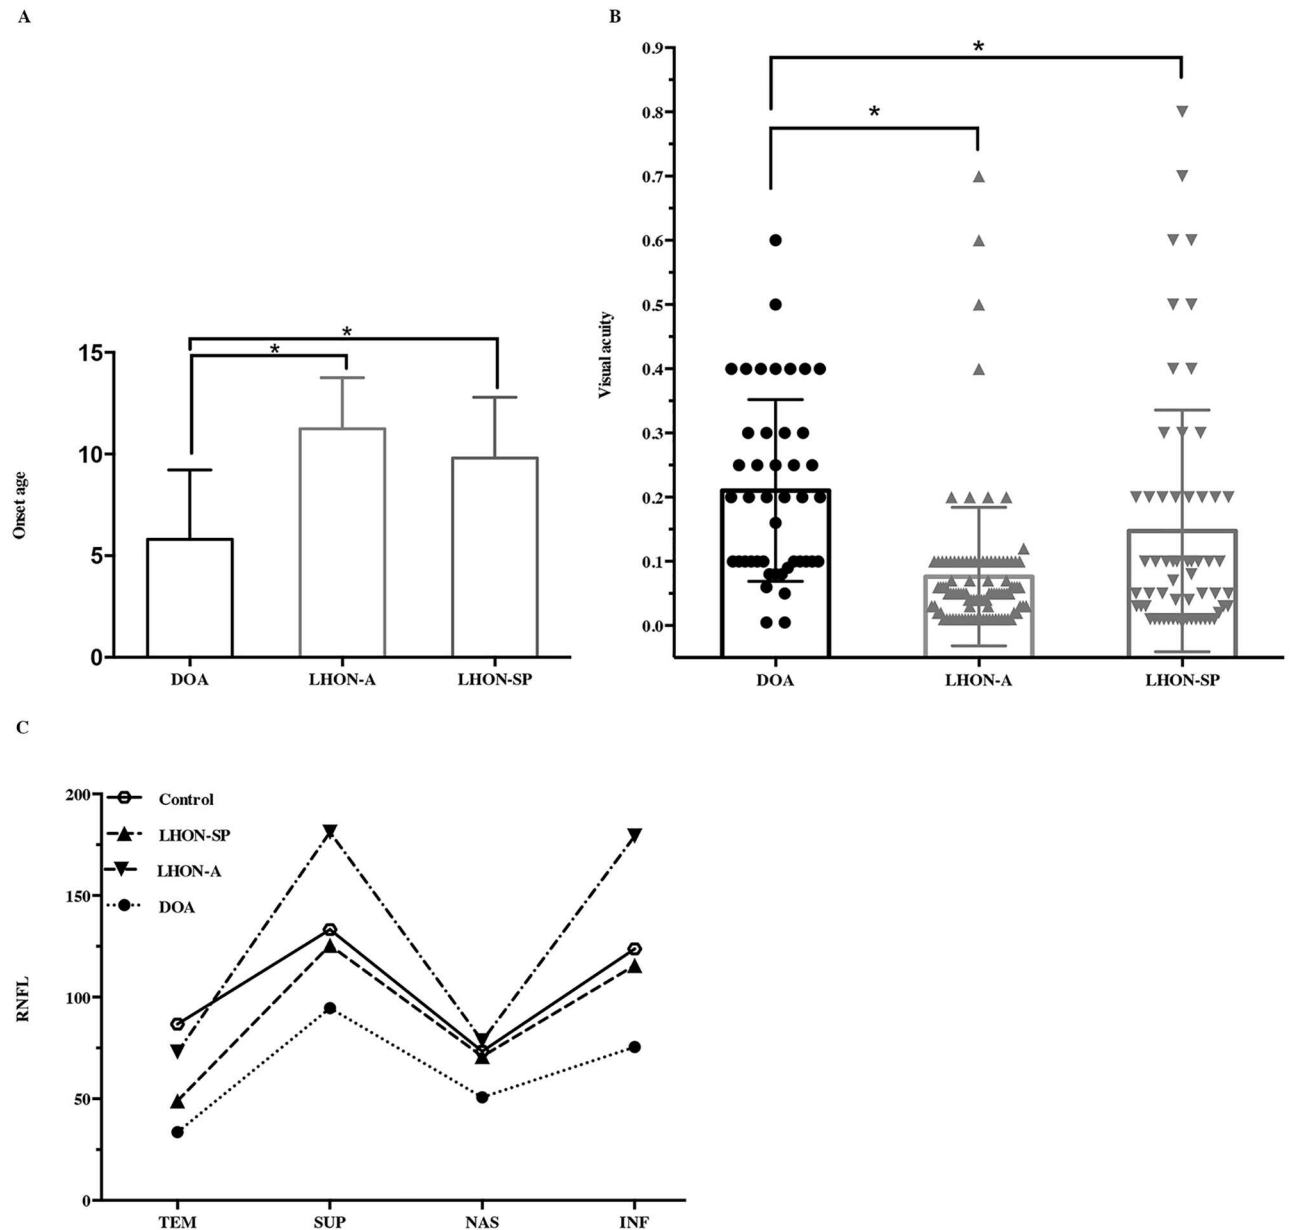 A
B
*
*
0.9
0.8
0.7
0.6
0.5
0.4
0.3
0.2
0.1
0.0
Visual acuity
DOA
LHON-A
LHON-SP
*
*
15
10
5
0
Onset age
DOA
LHON-A
LHON-SP
C
200
150
100
50
0
RNFL
Control
LHON-SP
LHON-A
DOA
TEM
SUP
NAS
INF